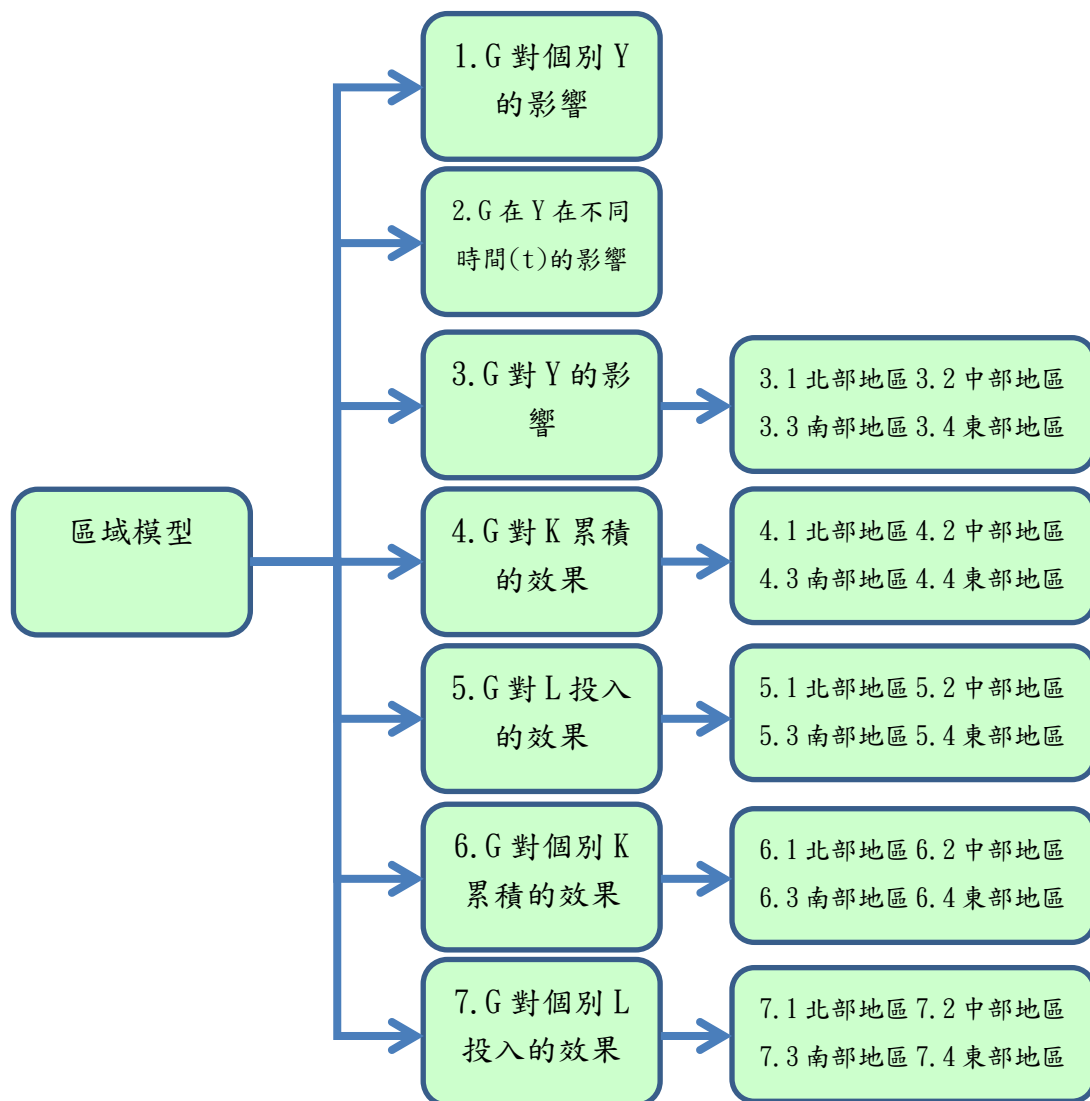 1.G 對個別 Y
的影響
2.G 在 Y 在不同
時間(t)的影響
3.G 對 Y 的影
響
3.1 北部地區 3.2 中部地區
3.3 南部地區 3.4 東部地區
區域模型
4.G 對 K 累積
的效果
4.1 北部地區 4.2 中部地區
4.3 南部地區 4.4 東部地區
5.G 對 L 投入
的效果
5.1 北部地區 5.2 中部地區
5.3 南部地區 5.4 東部地區
6.G 對個別 K
累積的效果
6.1 北部地區 6.2 中部地區
6.3 南部地區 6.4 東部地區
7.G 對個別 L
投入的效果
7.1 北部地區 7.2 中部地區
7.3 南部地區 7.4 東部地區